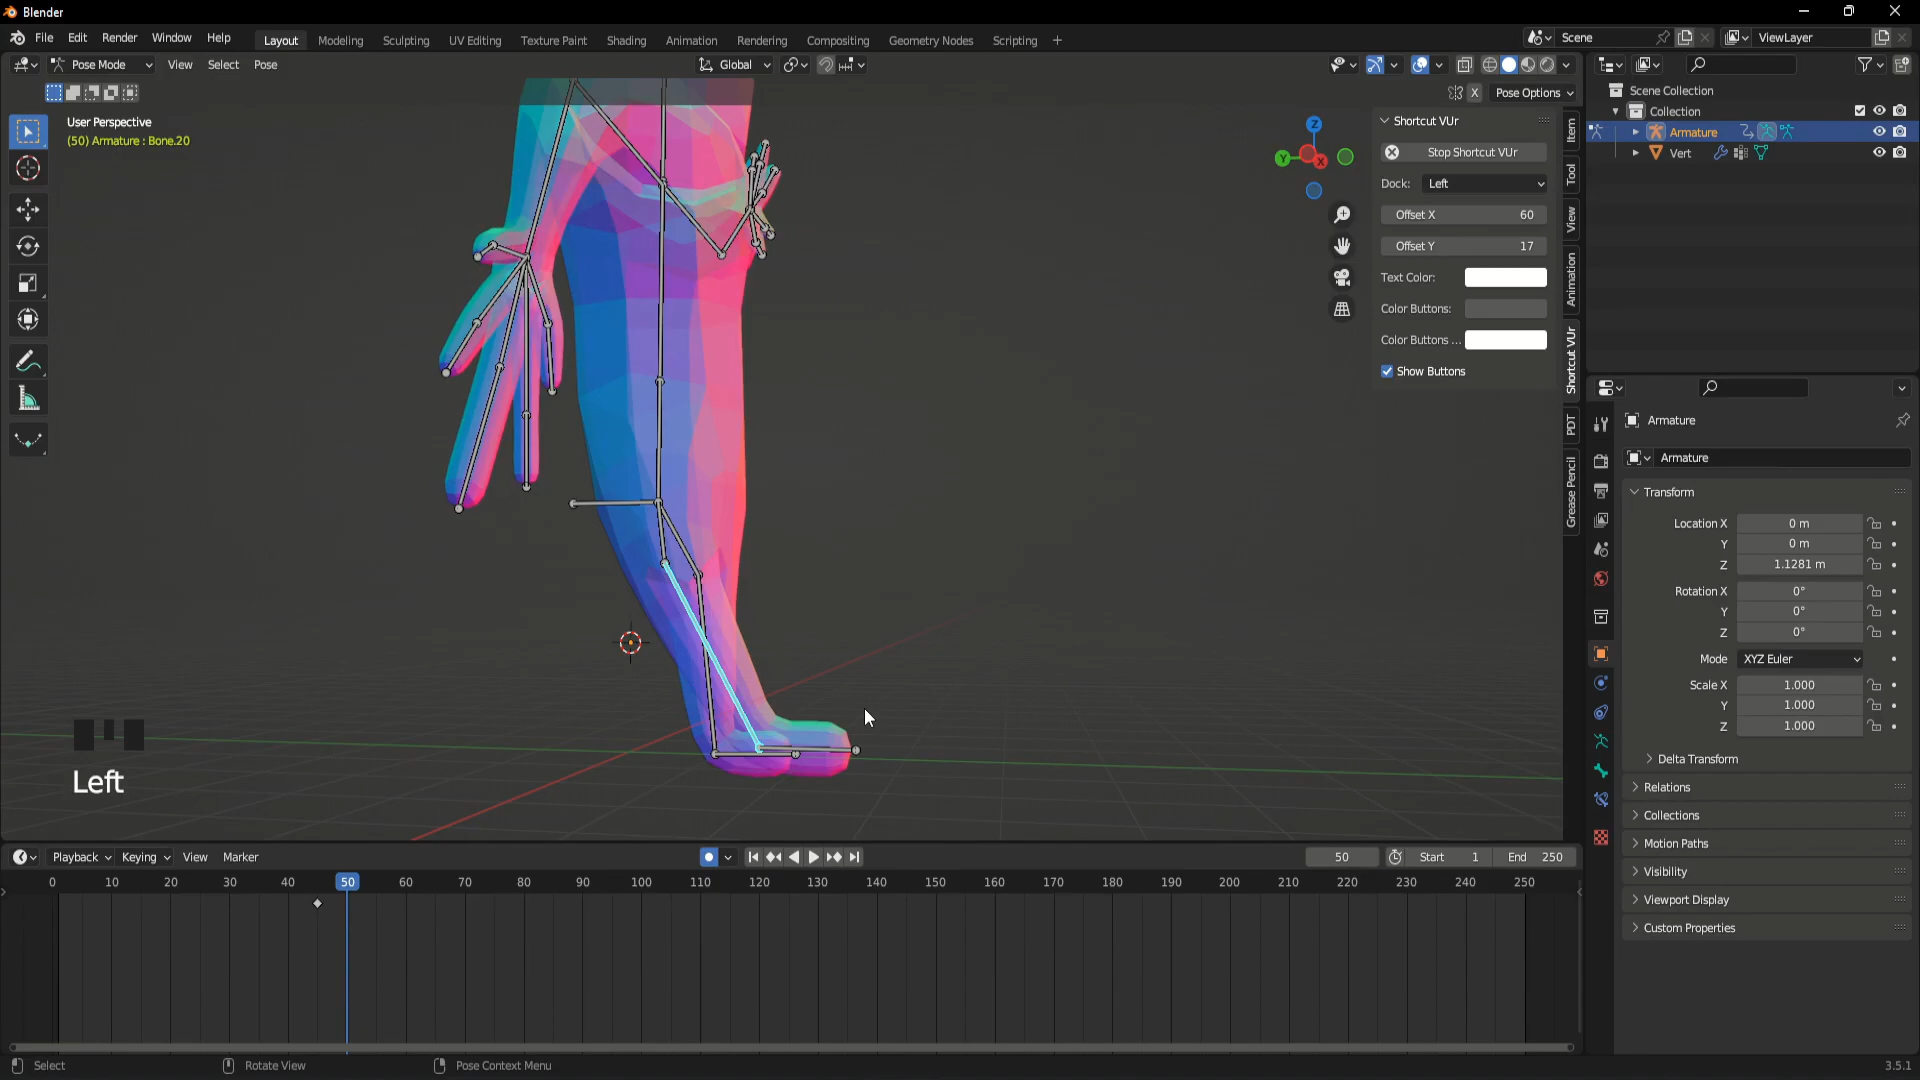 Blender
File Edit Render Window Help Layout Modeling Sculpting UV Editing Texture Paint Shading Animation Rendering Compositing Geometry Nodes Scripting + Scene ViewLayer
Pose Mode View Select Pose Global
X Pose Options
User Perspective
(50) Armature : Bone.20
Z
Y
X
Shortcut VUr
Stop Shortcut VUr
Dock: Left
Offset X 60
Offset Y 17
Text Color:
Color Buttons:
Color Buttons ...
Show Buttons
Item
Tool
View
Animation
Shortcut VUr
PDT
Grease Pencil
Scene Collection
Collection
Armature
Vert
Armature
Armature
Transform
Location X 0 m
Y 0 m
Z 1.1281 m
Rotation X 0°
Y 0°
Z 0°
Mode XYZ Euler
Scale X 1.000
Y 1.000
Z 1.000
Delta Transform
Relations
Collections
Motion Paths
Visibility
Viewport Display
Custom Properties
Left
Playback Keying View Marker 50 Start 1 End 250
0 10 20 30 40 50 60 70 80 90 100 110 120 130 140 150 160 170 180 190 200 210 220 230 240 250
Select Rotate View Pose Context Menu 3.5.1